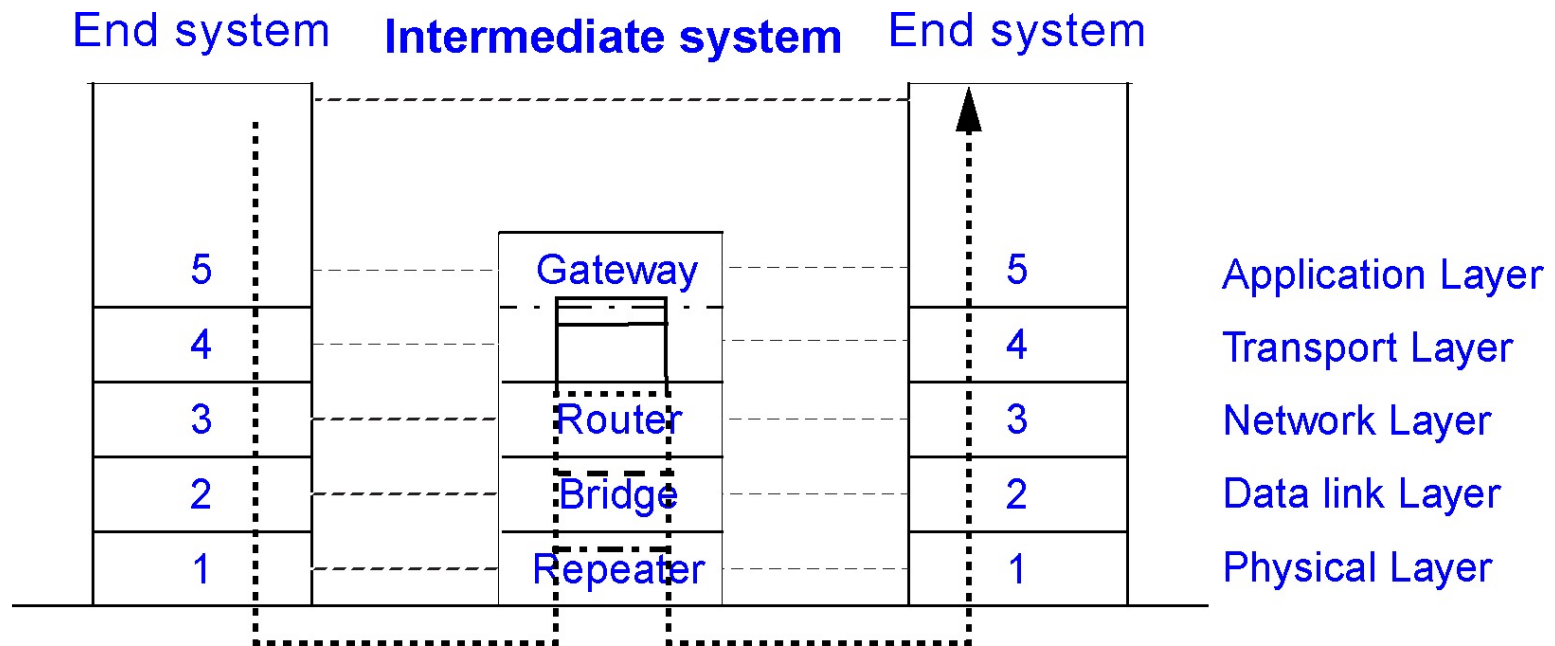 End system Intermediate system End system
5 Gateway 5 Application Layer
4 4 Transport Layer
3 Router 3 Network Layer
2 Bridge 2 Data link Layer
1 Repeater 1 Physical Layer